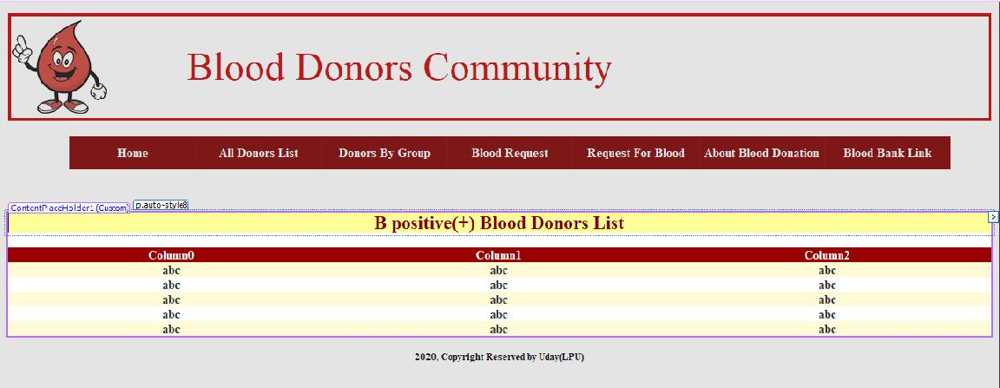 Blood Donors Community
Home All Donors List Donors By Group Blood Request Request For Blood About Blood Donation Blood Bank Link
ContentPlaceHolder1 (Custom) p.auto-style8
B positive(+) Blood Donors List
Column0 Column1 Column2
abc abc abc
abc abc abc
abc abc abc
abc abc abc
abc abc abc
2020, Copyright Reserved by Uday(LPU)